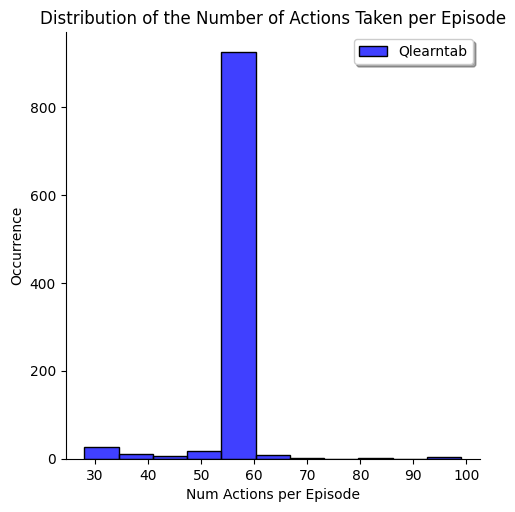 Distribution of the Number of Actions Taken per Episode
Qlearntab
Occurrence
800
600
400
200
0
30 40 50 60 70 80 90 100
Num Actions per Episode